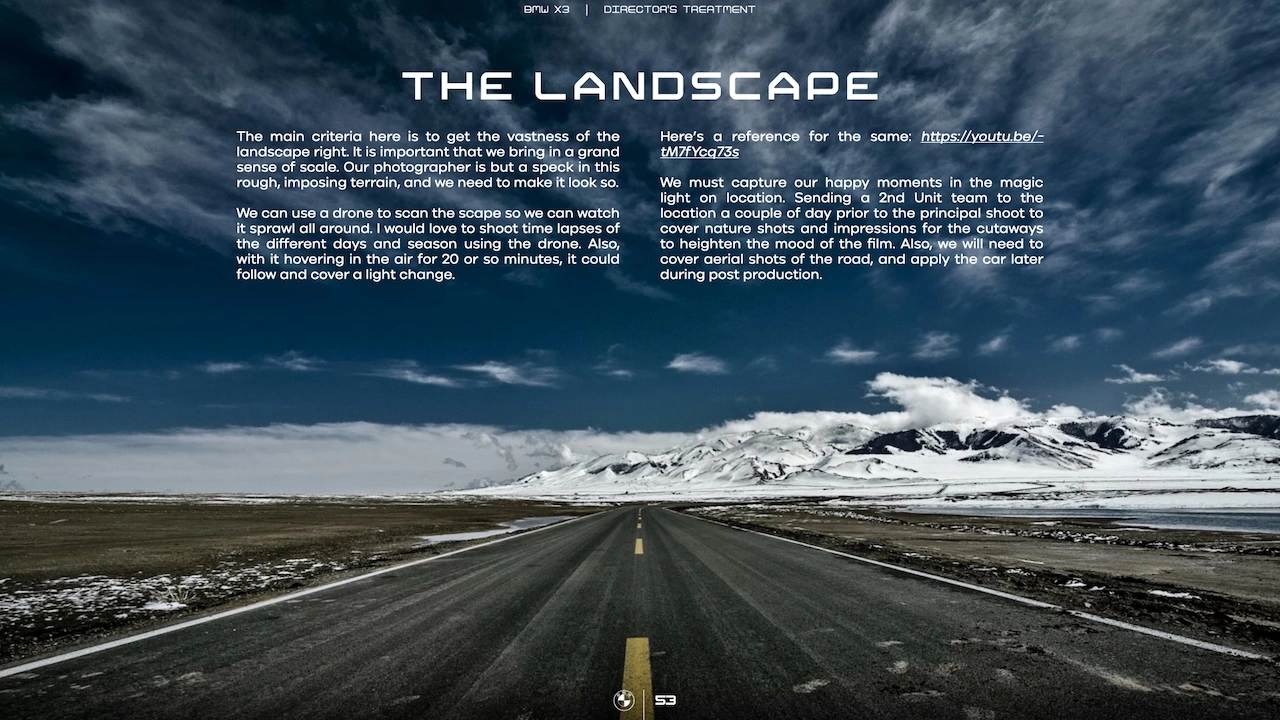 BMW X3 | DIRECTOR'S TREATMENT
THE LANDSCAPE
The main criteria here is to get the vastness of the
landscape right. It is important that we bring in a grand
sense of scale. Our photographer is but a speck in this
rough, imposing terrain, and we need to make it look so.
We can use a drone to scan the scape so we can watch
it sprawl all around. I would love to shoot time lapses of
the different days and season using the drone. Also,
with it hovering in the air for 20 or so minutes, it could
follow and cover a light change.
Here's a reference for the same: https://youtu.be/-
tM7fYcq73s
We must capture our happy moments in the magic
light on location. Sending a 2nd Unit team to the
location a couple of day prior to the principal shoot to
cover nature shots and impressions for the cutaways
to heighten the mood of the film. Also, we will need to
cover aerial shots of the road, and apply the car later
during post production.
53